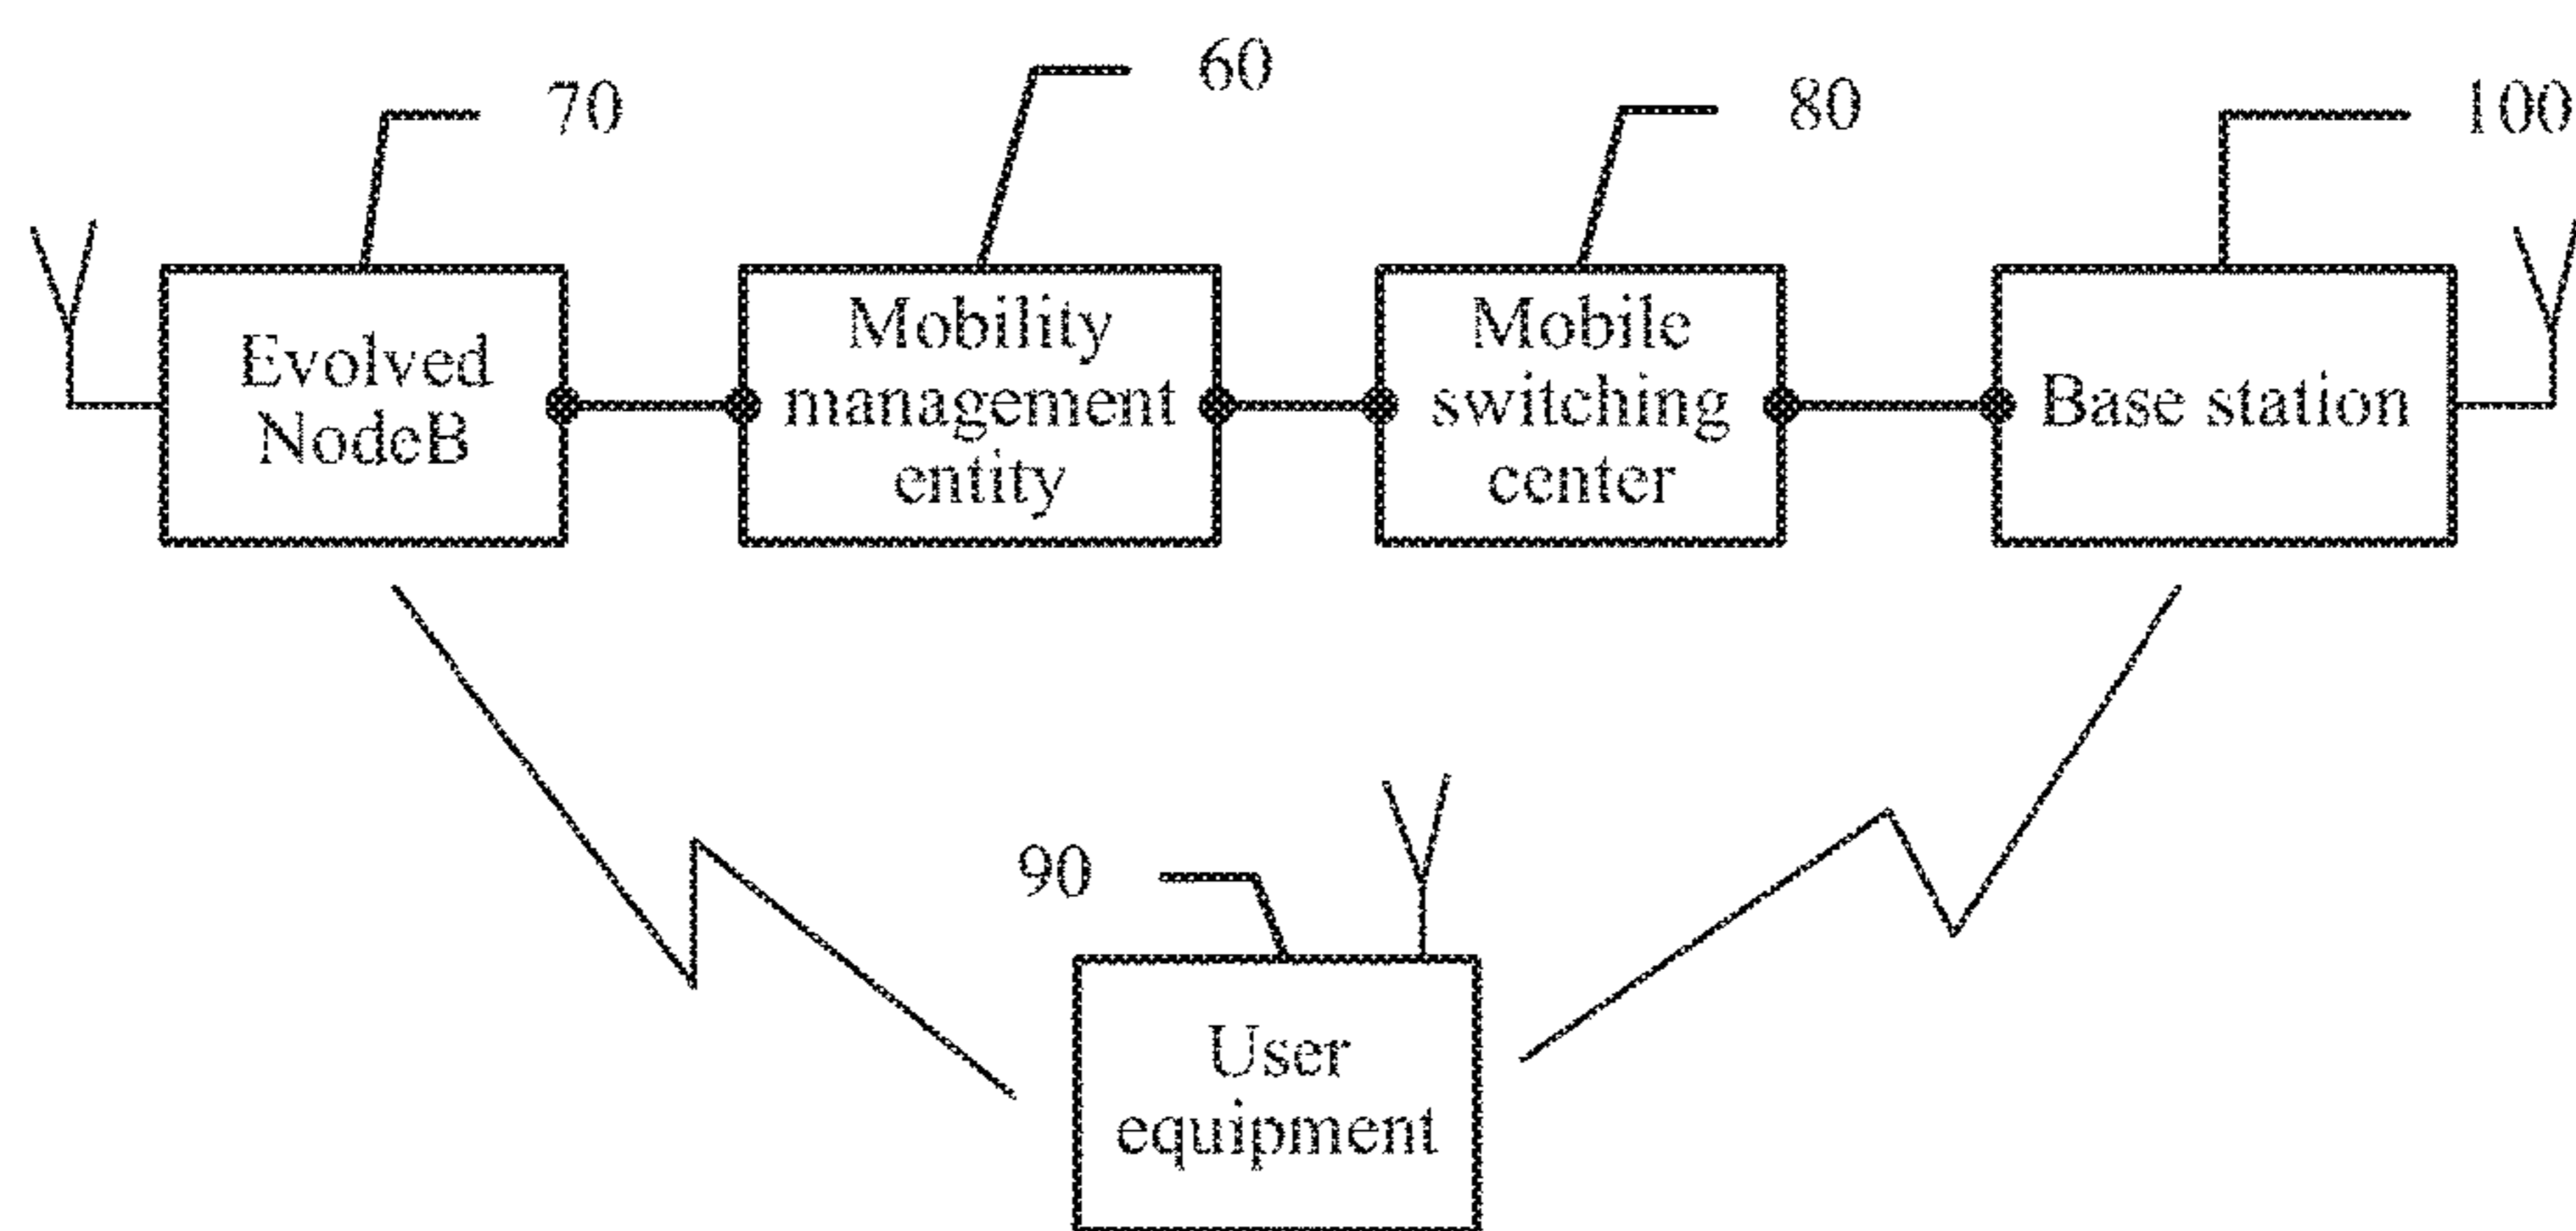 70
60
80
100
Evolved
NodeB
Mobility
management
entity
Mobile
switching
center
Base station
90
User
equipment